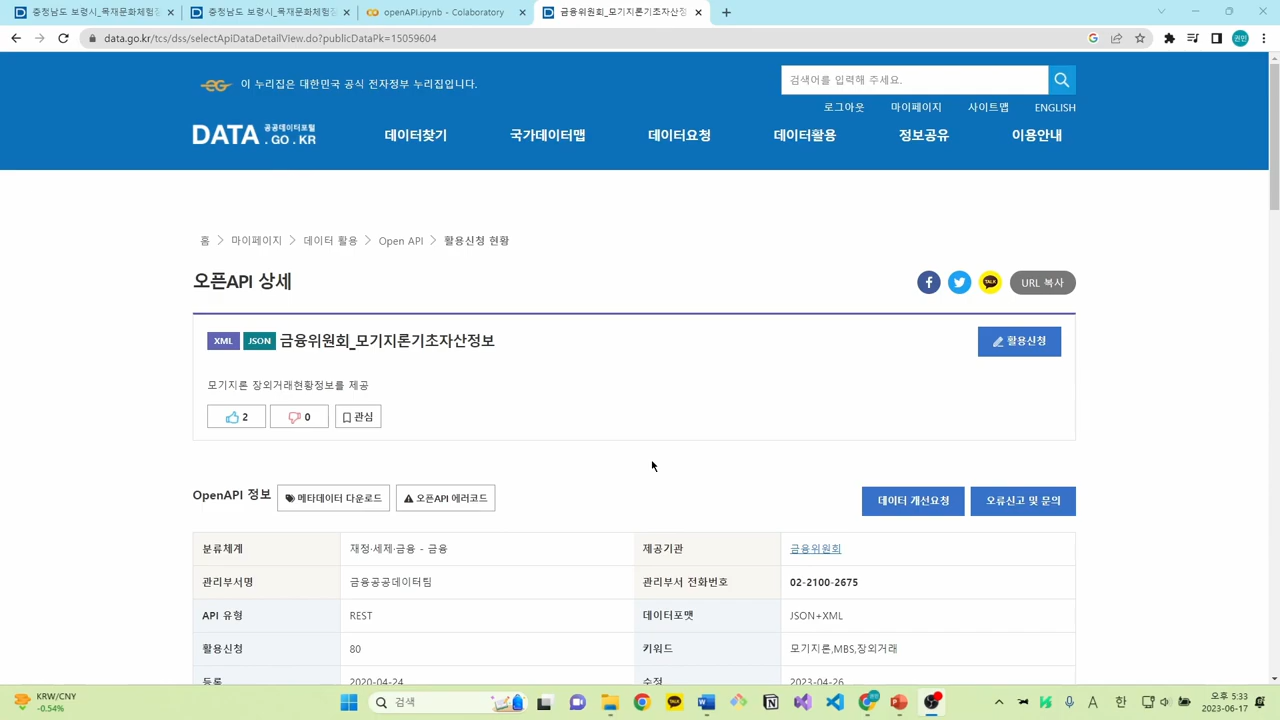 충청남도 보령시_목재문화체험장
충청남도 보령시_목재문화체험장
openAPI.ipynb - Colaboratory
금융위원회_모기지론기초자산정
data.go.kr/tcs/dss/selectApiDataDetailView.do?publicDataPk=15059604
이 누리집은 대한민국 공식 전자정부 누리집입니다.
검색어를 입력해 주세요.
로그아웃 마이페이지 사이트맵 ENGLISH
DATA 공공데이터포털 .GO.KR
데이터찾기 국가데이터맵 데이터요청 데이터활용 정보공유 이용안내
홈 > 마이페이지 > 데이터 활용 > Open API > 활용신청 현황
오픈API 상세
TALK
URL 복사
XML JSON 금융위원회_모기지론기초자산정보
활용신청
모기지론 장외거래현황정보를 제공
2 0 관심
OpenAPI 정보 메타데이터 다운로드 오픈API 에러코드
데이터 개선요청 오류신고 및 문의
분류체계 재정·세제·금융 - 금융 제공기관 금융위원회
관리부서명 금융공공데이터팀 관리부서 전화번호 02-2100-2675
API 유형 REST 데이터포맷 JSON+XML
활용신청 80 키워드 모기지론,MBS,장외거래
등록 2020-04-24 수정 2023-04-26
KRW/CNY
-0.54%
검색
A 한
오후 5:33
2023-06-17